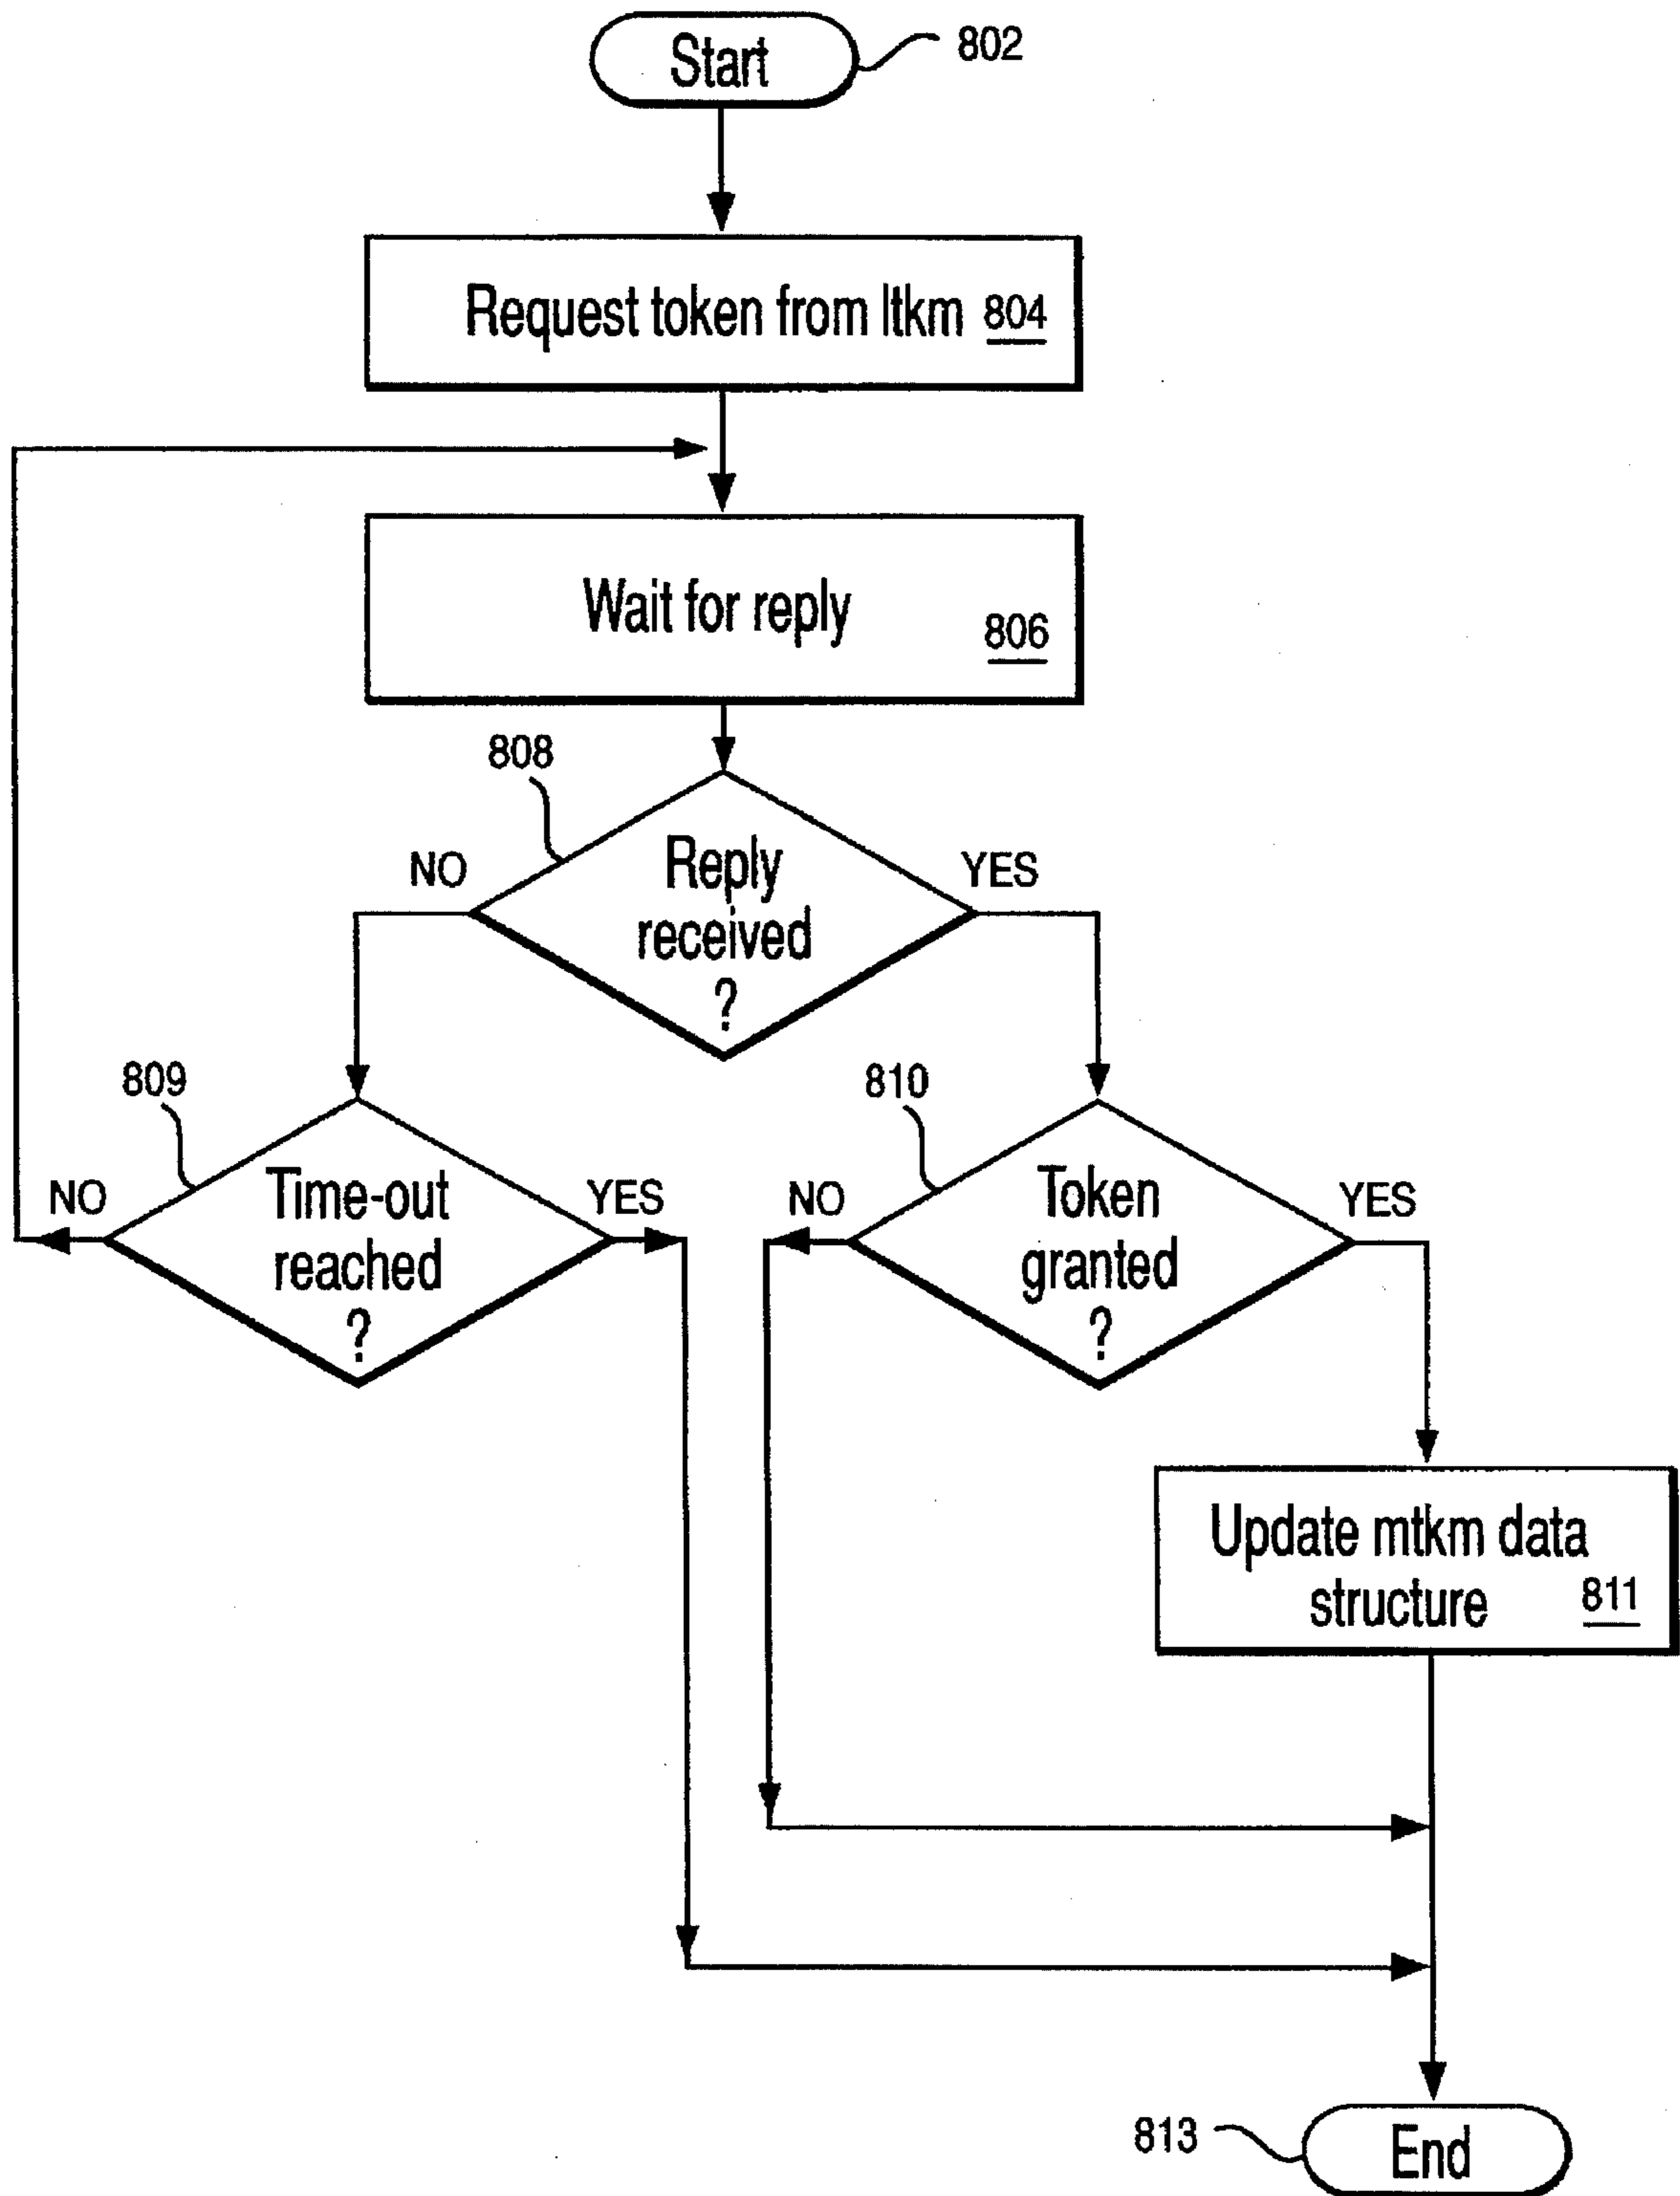 Start
802
Request token from ltkm 804
Wait for reply
806
808
NO
Reply
received
?
YES
809
NO
Time-out
reached
?
YES
810
NO
Token
granted
?
YES
Update mtkm data
structure 811
813
End